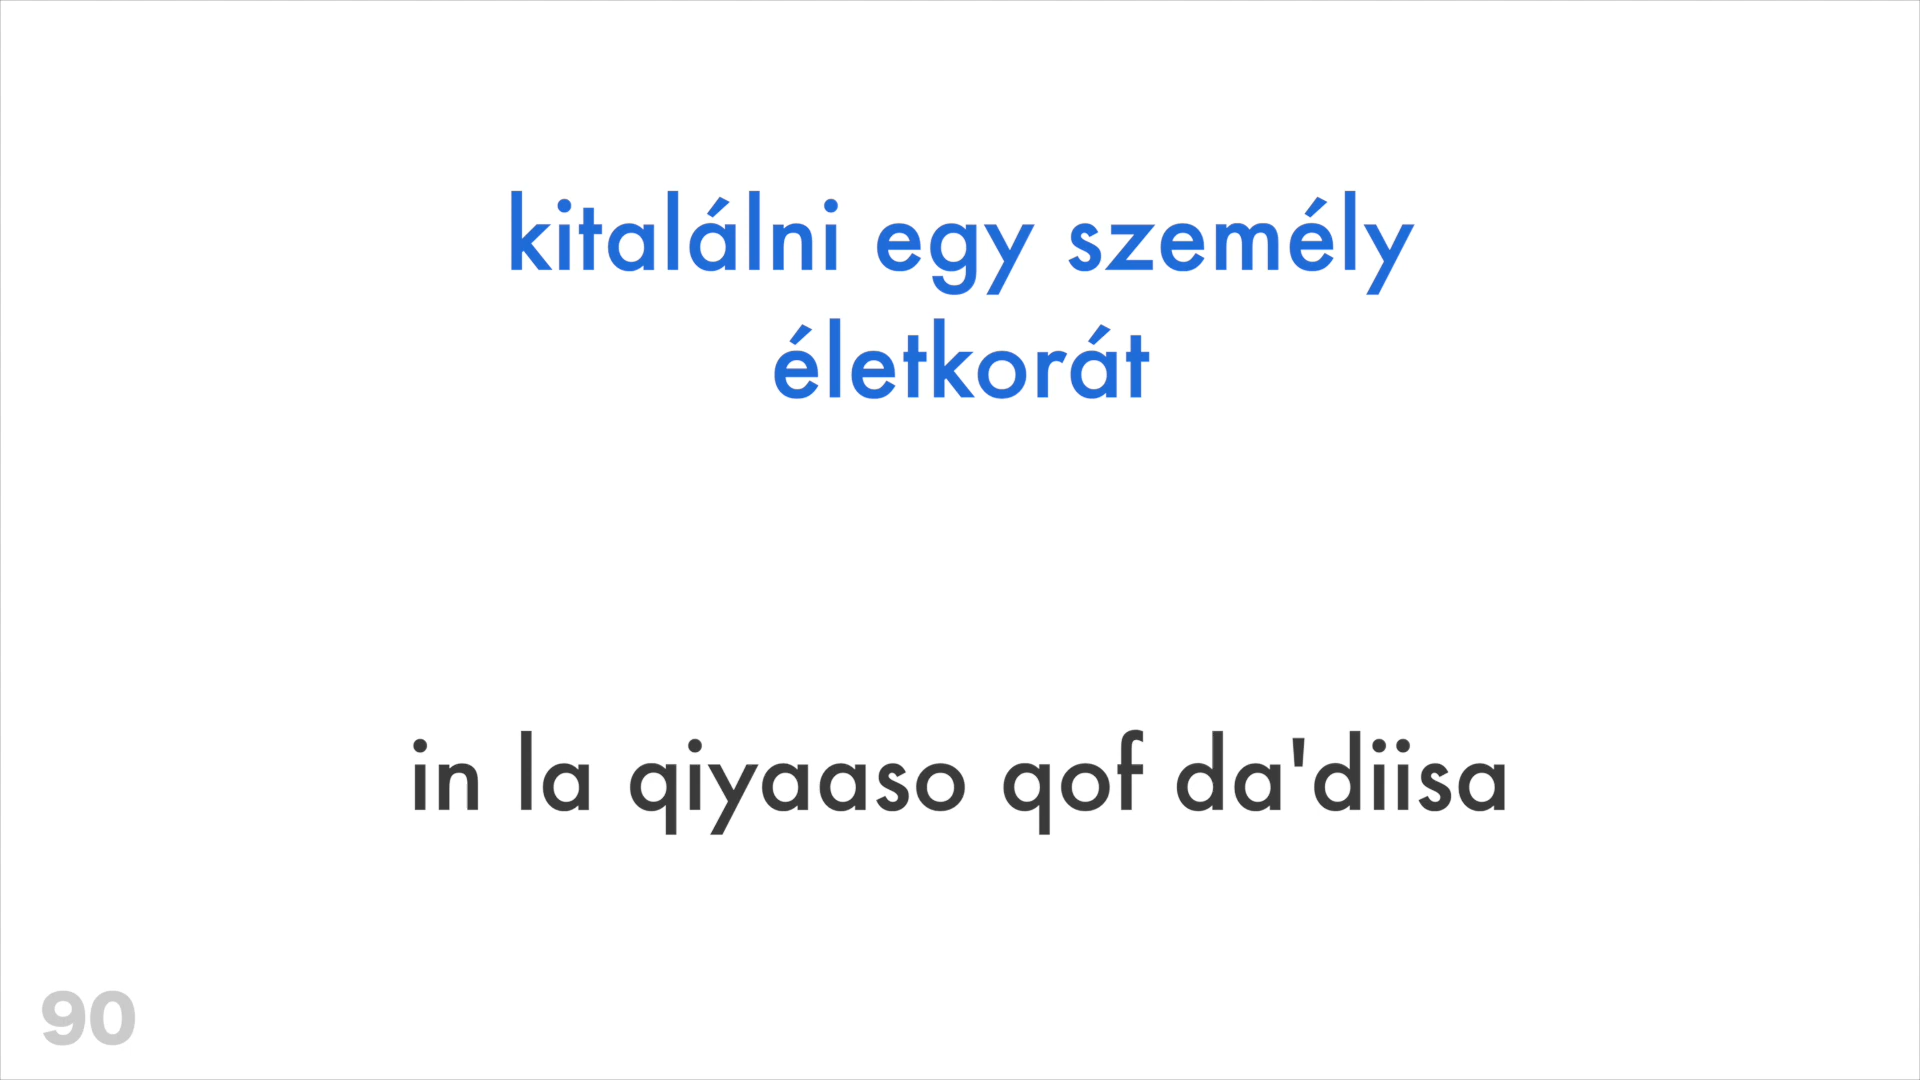 kitalálni egy személy
életkorát
in la qiyaaso qof da'diisa
90